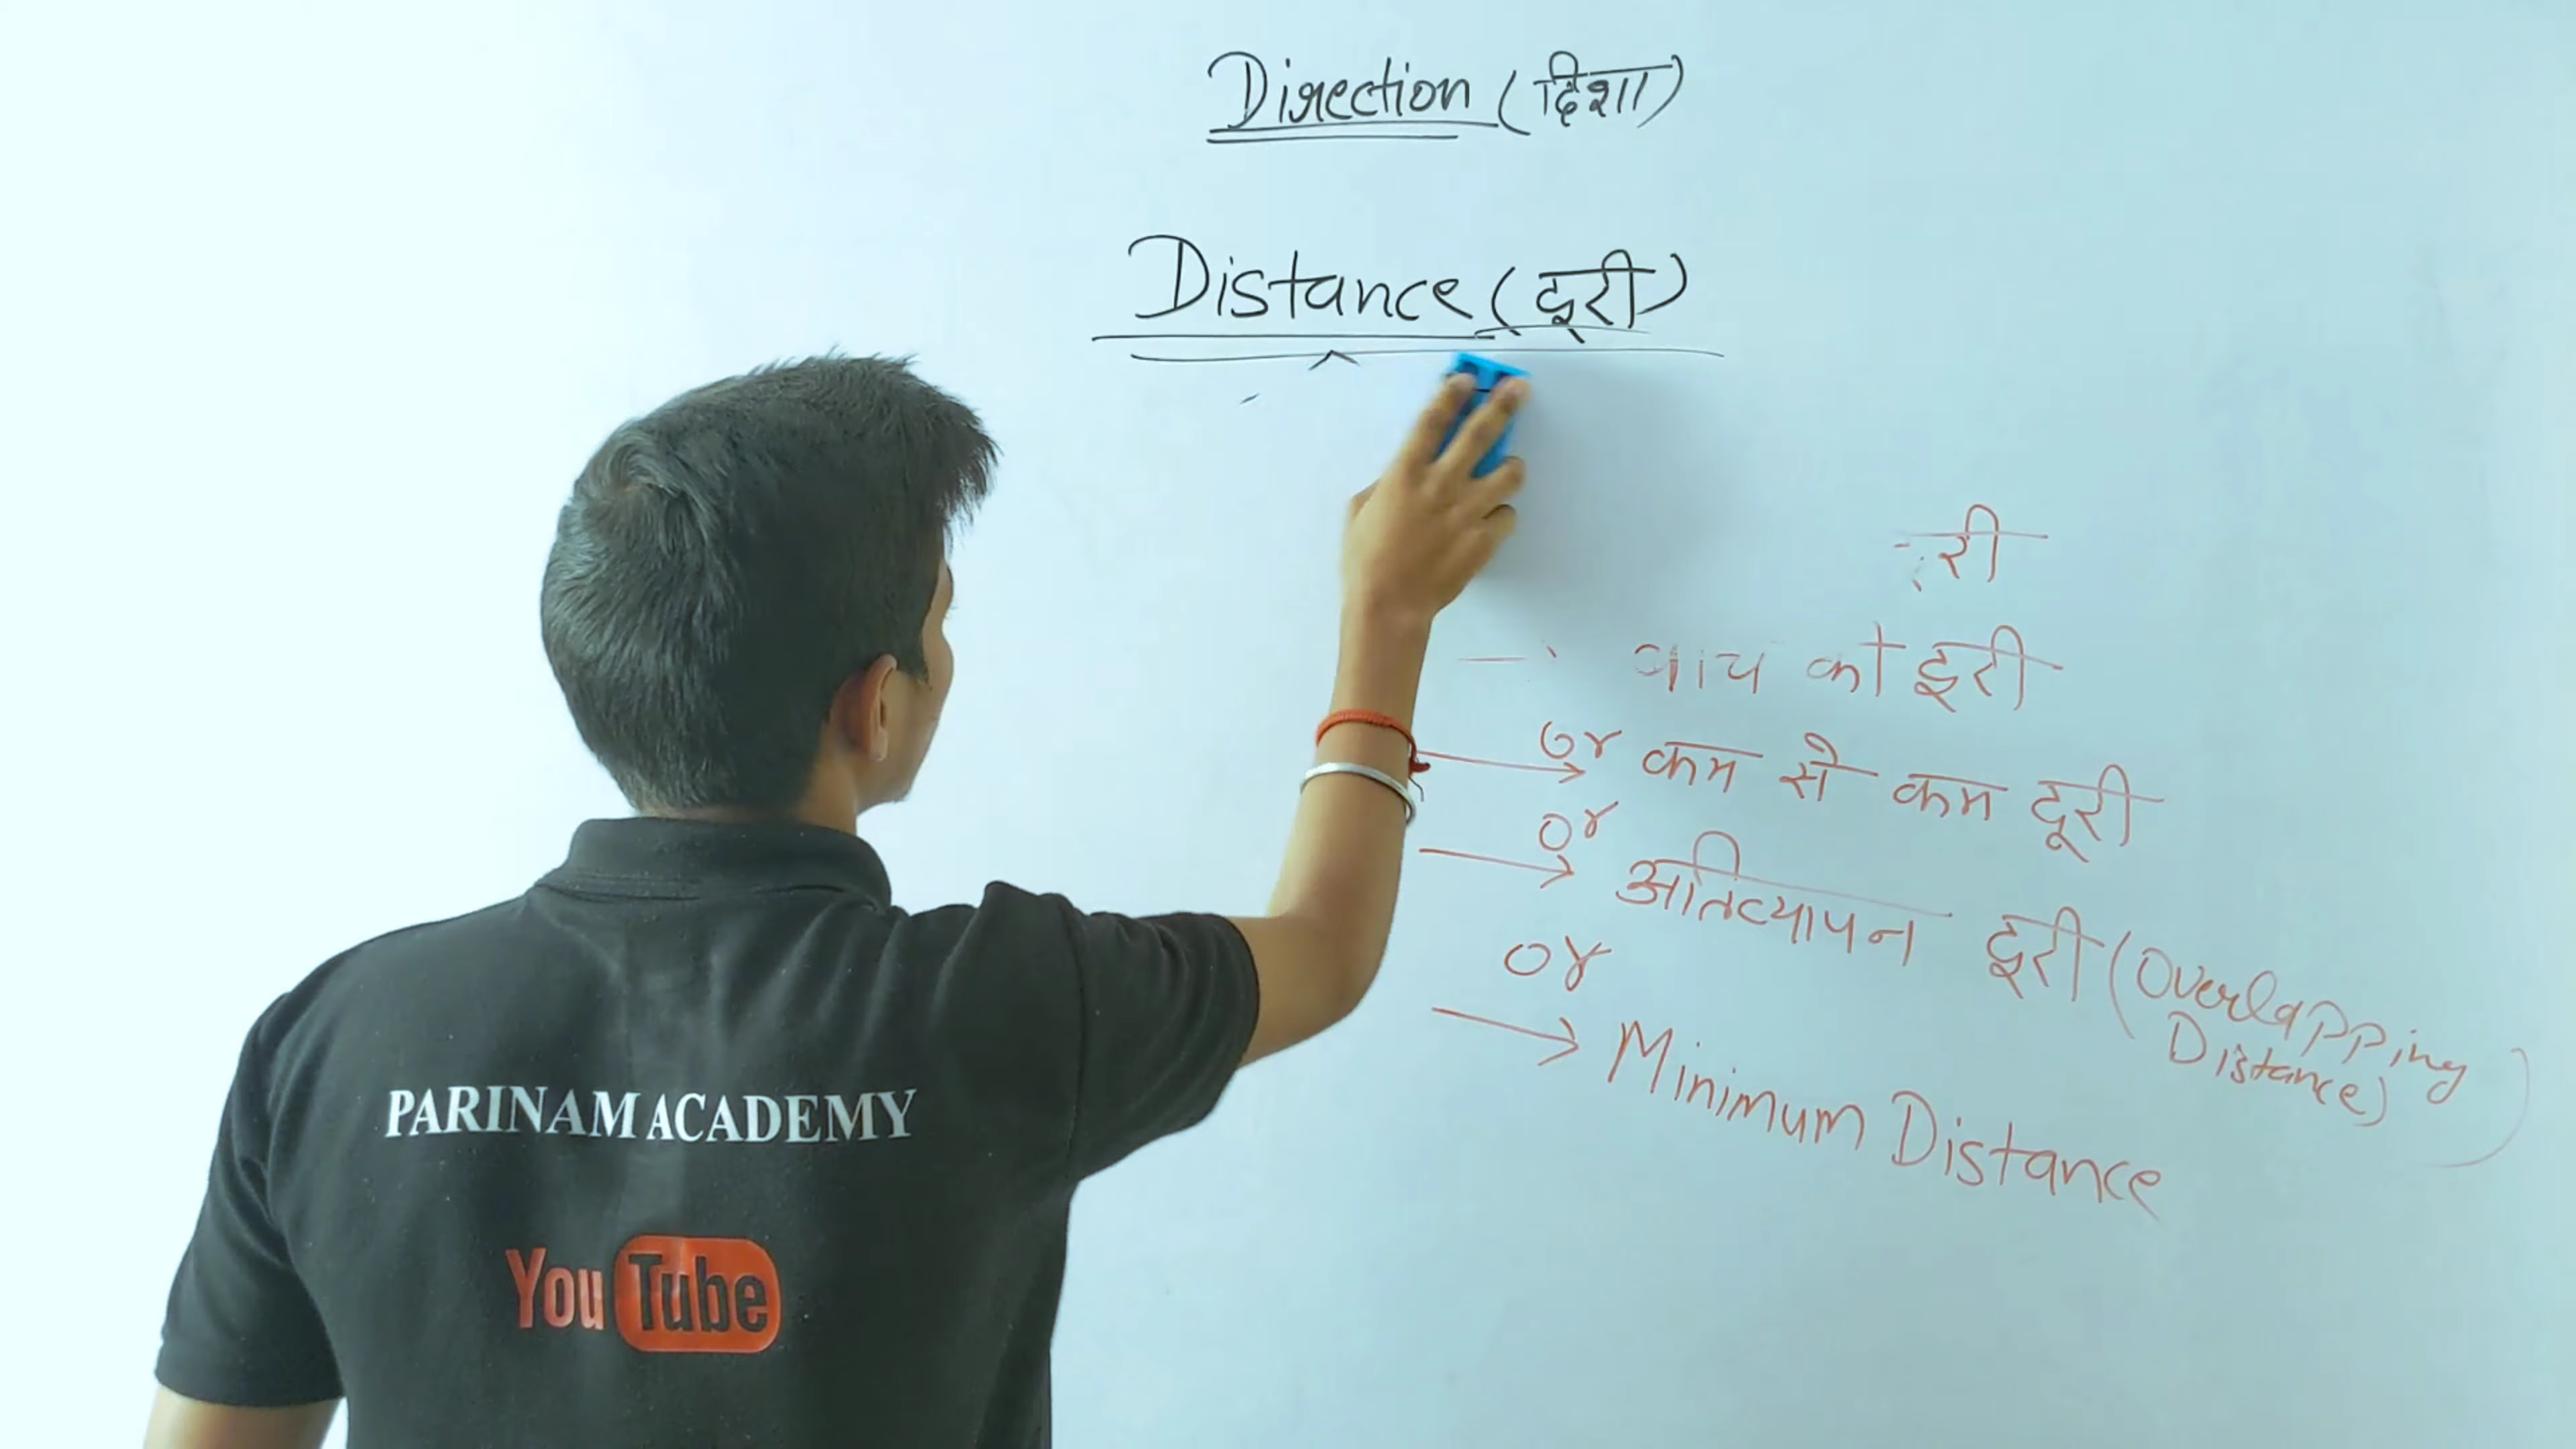 Direction (दिशा)
Distance (दूरी)
की दूरी
or कम से कम दूरी
or अतिव्यापन दूरी (Overlapping Distance)
or Minimum Distance
PARINAM ACADEMY
YouTube